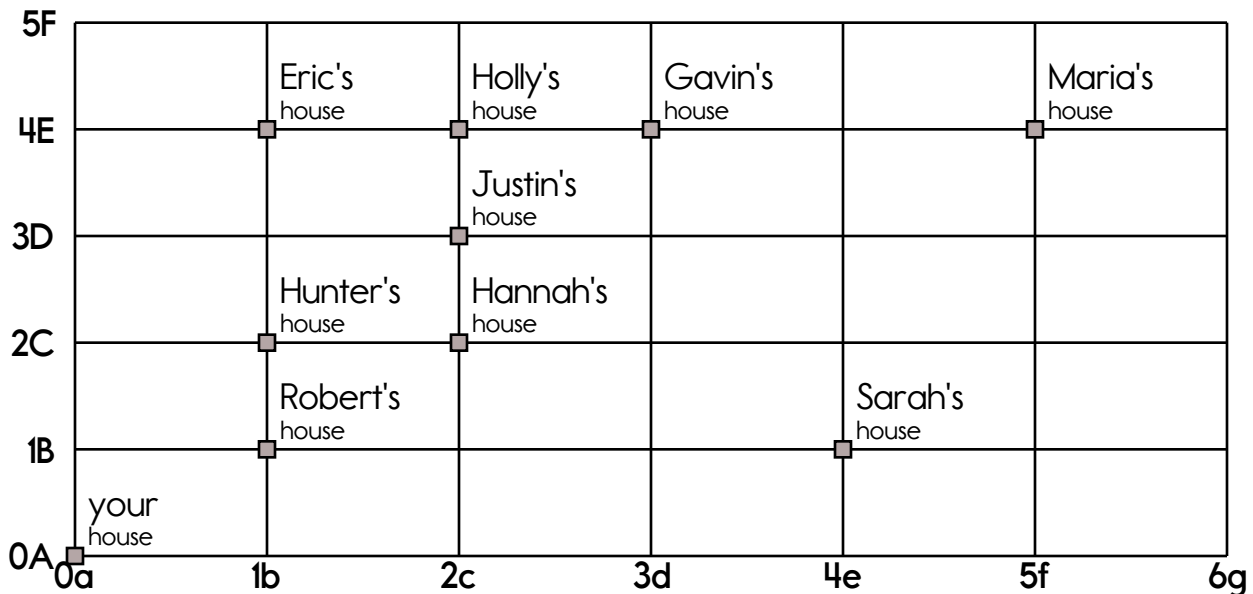 5F
Eric's
house
Holly's
house
Gavin's
house
Maria's
house
4E
Justin's
house
3D
Hunter's
house
Hannah's
house
2C
Robert's
house
Sarah's
house
1B
your
house
0A
0a 1b 2c 3d 4e 5f 6g